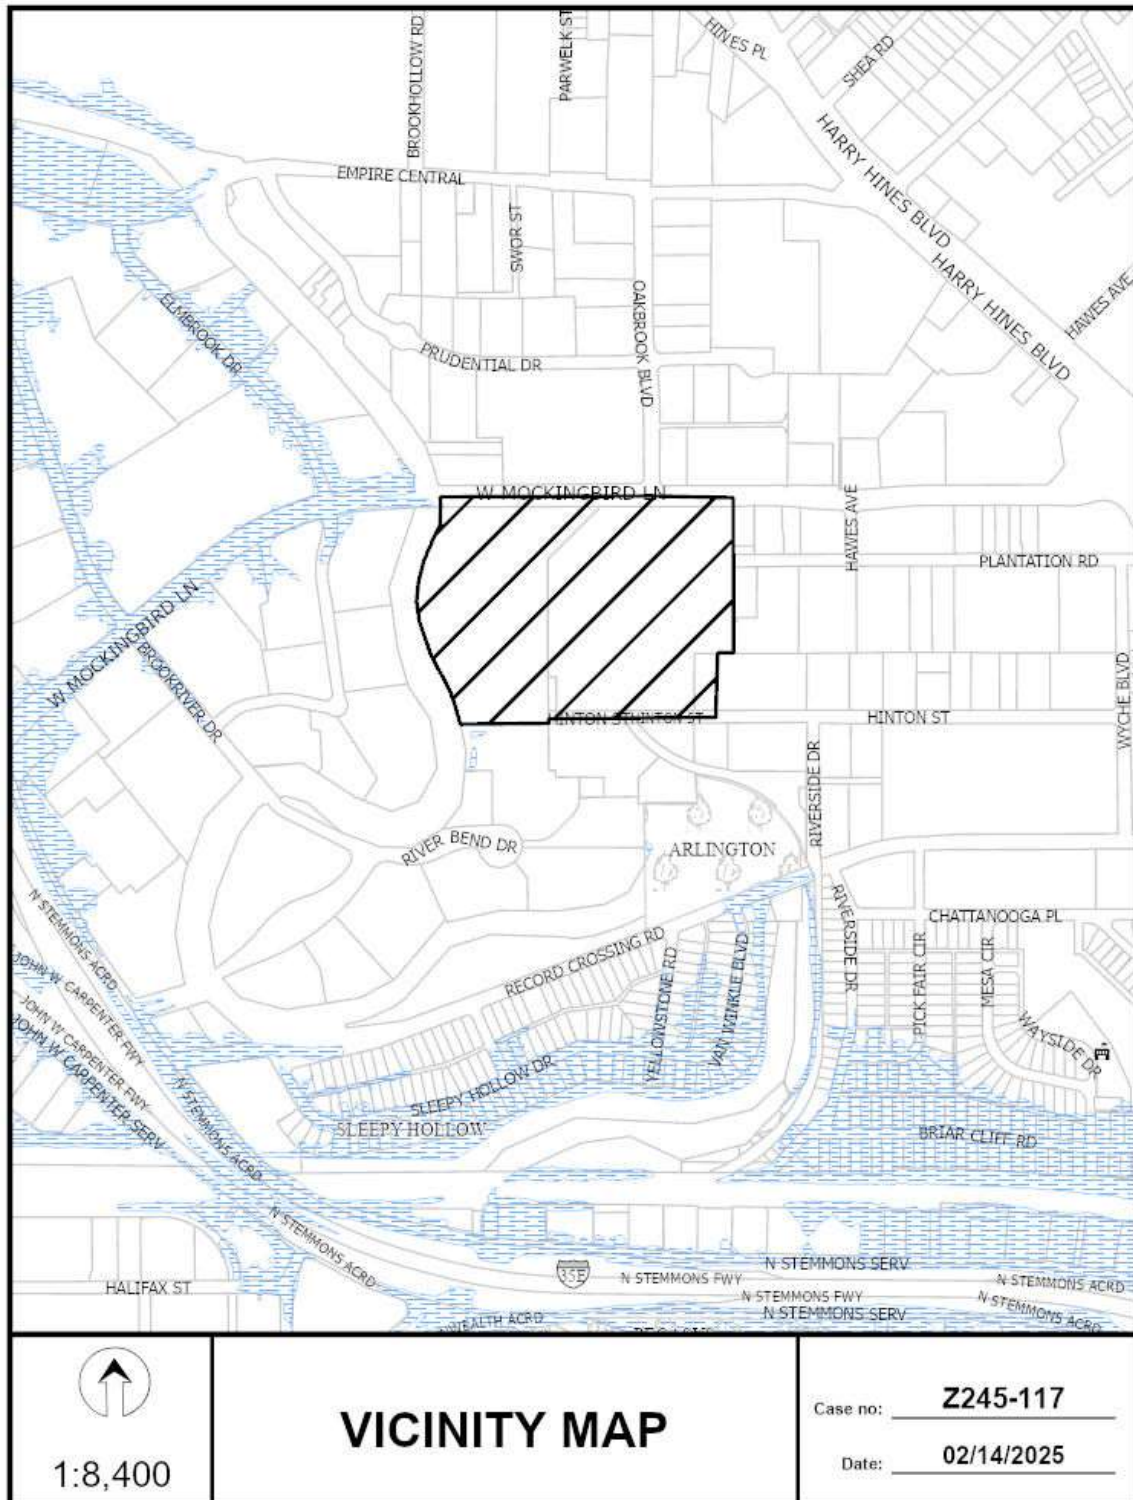 HINES PL
BROOKHOLLOW RD
PARWELK ST
SHEA RD
HARRY HINES BLVD
EMPIRE CENTRAL
SWOR ST
HARRY HINES BLVD
HAWES AVE
ELMBROOK DR
OAKBROOK BLVD
PRUDENTIAL DR
W MOCKINGBIRD LN
HAWES AVE
PLANTATION RD
W MOCKINGBIRD LN
BROOKRIVER DR
HINTON ST
HINTON ST
HINTON ST
WYCHE BLVD
RIVERSIDE DR
RIVER BEND DR
ARLINGTON
N STEMMONS ACRD
RIVERSIDE DR
CHATTANOOGA PL
RECORD CROSSING RD
YELLOWSTONE RD
VAN WINKLE BLVD
PICK FAIR CIR
MESA CIR
JOHN W CARPENTER FWY
JOHN W CARPENTER FWY
JOHN W CARPENTER SERV
WAYSIDE DR
SLEEPY HOLLOW DR
SLEEPY HOLLOW
N STEMMONS ACRD
BRIAR CLIFF RD
N STEMMONS ACRD
HALIFAX ST
35E
N STEMMONS SERV
N STEMMONS FWY
N STEMMONS ACRD
N STEMMONS FWY
N STEMMONS SERV
N STEMMONS ACRD
1:8,400
VICINITY MAP
Case no: Z245-117
Date: 02/14/2025